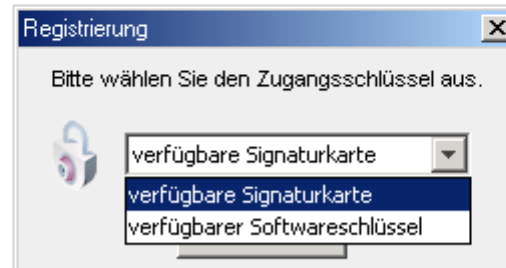 Registrierung
Bitte wählen Sie den Zugangsschlüssel aus.
verfügbare Signaturkarte
verfügbare Signaturkarte
verfügbarer Softwareschlüssel